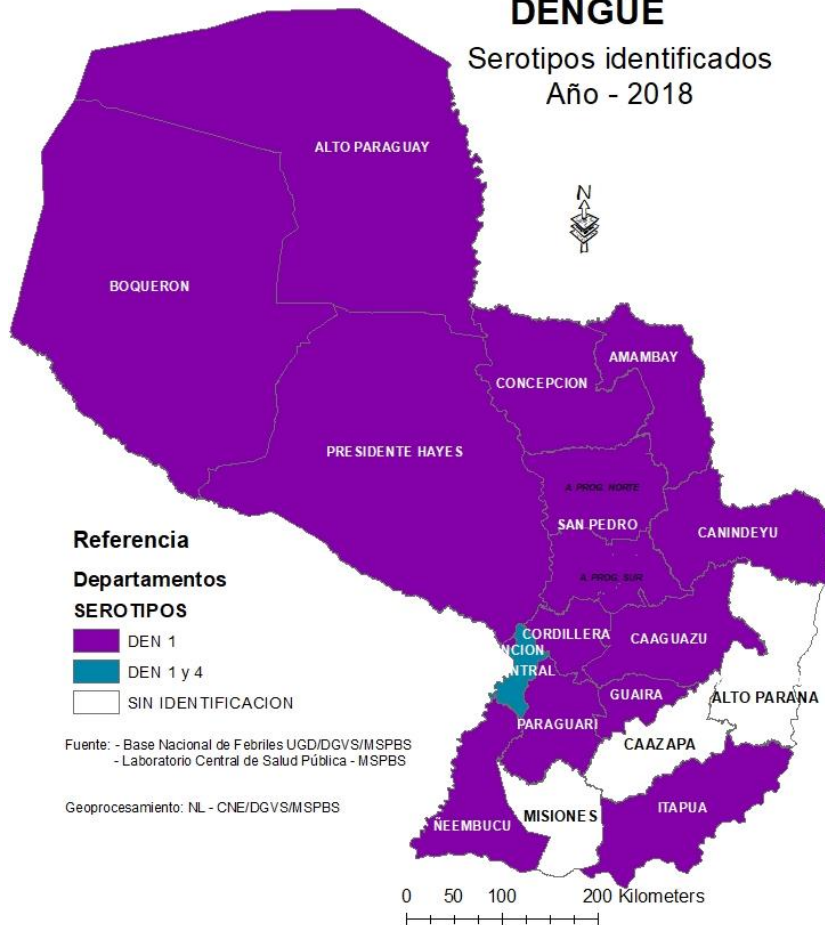 DENGUE
Serotipos identificados
Año - 2018
N
ALTO PARAGUAY
BOQUERON
AMAMBAY
CONCEPCION
PRESIDENTE HAYES
A. PROG. NORTE
SAN PEDRO
CANINDEYU
A. PROG. SUR
CORDILLERA
CAAGUAZU
NCION
NTRAL
GUAIRA
ALTO PARANA
PARAGUARI
CAAZAPA
MISIONES
ITAPUA
ÑEEMBUCU
Referencia
Departamentos
SEROTIPOS
DEN 1
DEN 1 y 4
SIN IDENTIFICACION
Fuente: - Base Nacional de Febriles UGD/DGVS/MSPBS
- Laboratorio Central de Salud Pública - MSPBS
Geoprocesamiento: NL - CNE/DGVS/MSPBS
0 50 100 200 Kilometers